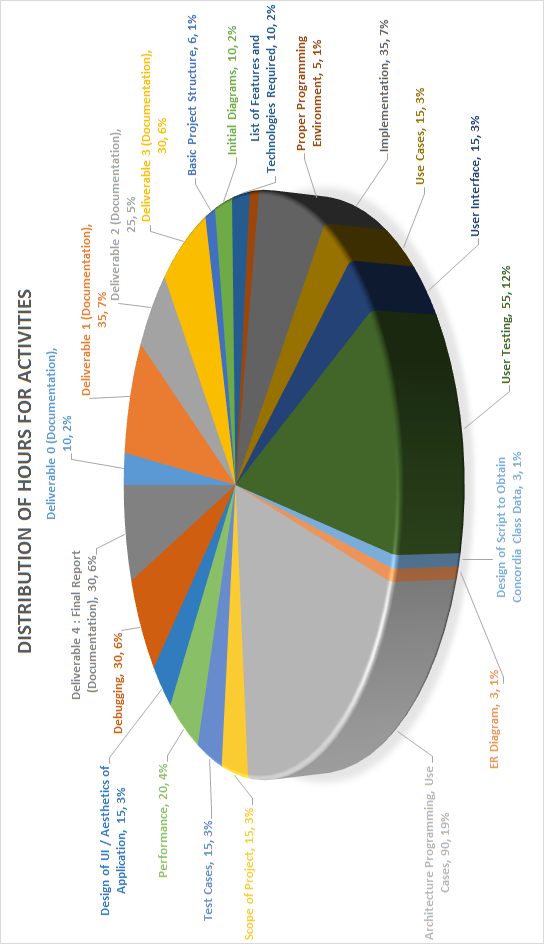 DISTRIBUTION OF HOURS FOR ACTIVITIES
Deliverable 0 (Documentation),
10, 2%
Deliverable 1 (Documentation),
35, 7%
Deliverable 2 (Documentation),
25, 5%
Deliverable 3 (Documentation),
30, 6%
Basic Project Structure, 6, 1%
Initial Diagrams, 10, 2%
List of Features and
Technologies Required, 10, 2%
Proper Programming
Environment, 5, 1%
Implementation, 35, 7%
Use Cases, 15, 3%
User Interface, 15, 3%
User Testing, 55, 12%
Design of Script to Obtain
Concordia Class Data, 3, 1%
ER Diagram, 3, 1%
Architecture Programming, Use
Cases, 90, 19%
Scope of Project, 15, 3%
Test Cases, 15, 3%
Performance, 20, 4%
Design of UI / Aesthetics of
Application, 15, 3%
Debugging, 30, 6%
Deliverable 4 : Final Report
(Documentation), 30, 6%